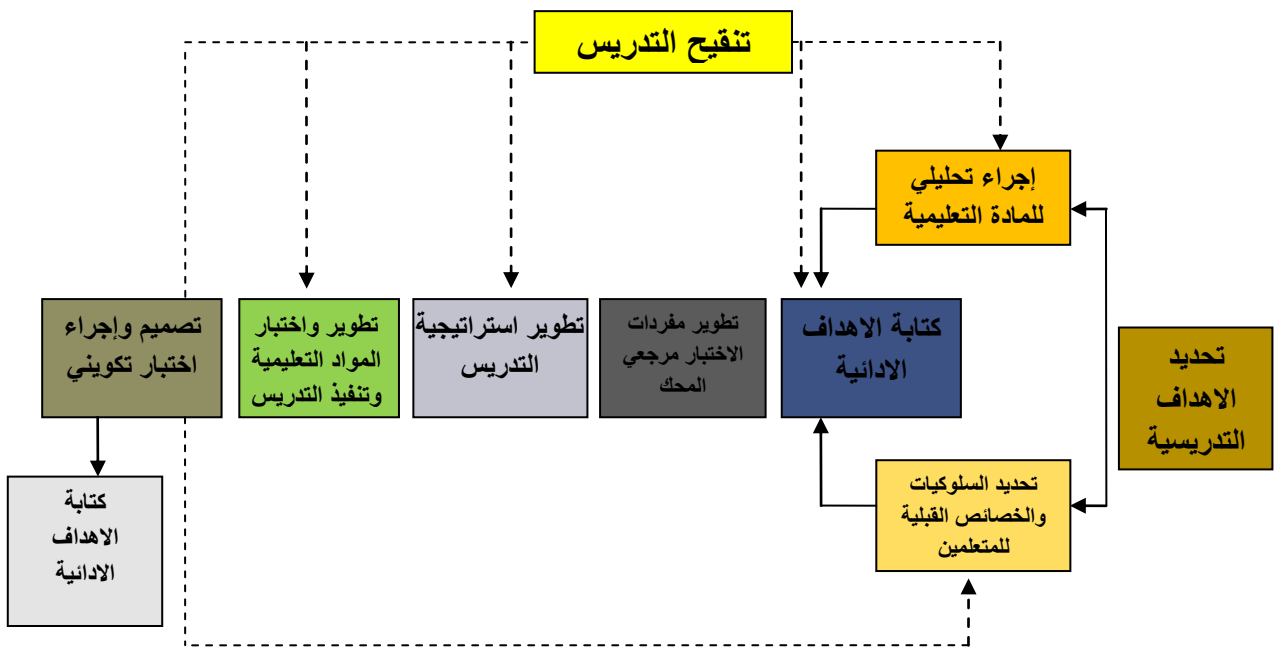 تنقيح التدريس
إجراء تحليلي
للمادة التعليمية
تحديد
الاهداف
التدريسية
كتابة الاهداف
الادائية
تطوير مفردات
الاختبار مرجعي
المحك
تطوير استراتيجية
التدريس
تطوير واختبار
المواد التعليمية
وتنفيذ التدريس
تصميم وإجراء
اختبار تكويني
تحديد السلوكيات
والخصائص القبلية
للمتعلمين
كتابة
الاهداف
الادائية